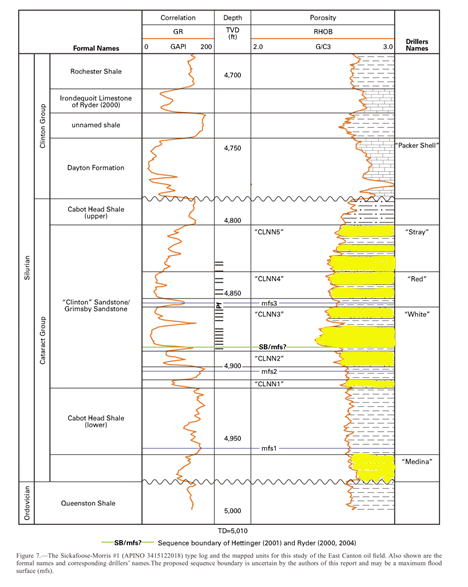 Correlation Depth Porosity
GR TVD (ft) RHOB
Formal Names 0 GAPI 200 2.0 G/C3 3.0 Drillers Names
Rochester Shale
4,700
Irondequoit Limestone
of Ryder (2000)
Clinton Group
unnamed shale
4,750
"Packer Shell"
Dayton Formation
Cabot Head Shale
(upper)
4,800
"CLNN5" "Stray"
Silurian
"CLNN4" "Red"
4,850
"Clinton" Sandstone/
Grimsby Sandstone
mfs3
"CLNN3" "White"
Cataract Group
SB/mfs?
"CLNN2"
4,900
mfs2
"CLNN1"
Cabot Head Shale
(lower)
4,950
mfs1
"Medina"
Ordovician
Queenston Shale
5,000
TD=5,010
SB/mfs? Sequence boundary of Hettinger (2001) and Ryder (2000, 2004)
Figure 7.—The Sickafoose-Morris #1 (APINO 3415122018) type log and the mapped units for this study of the East Canton oil field. Also shown are the
formal names and corresponding drillers' names.The proposed sequence boundary is uncertain by the authors of this report and may be a maximum flood
surface (mfs).